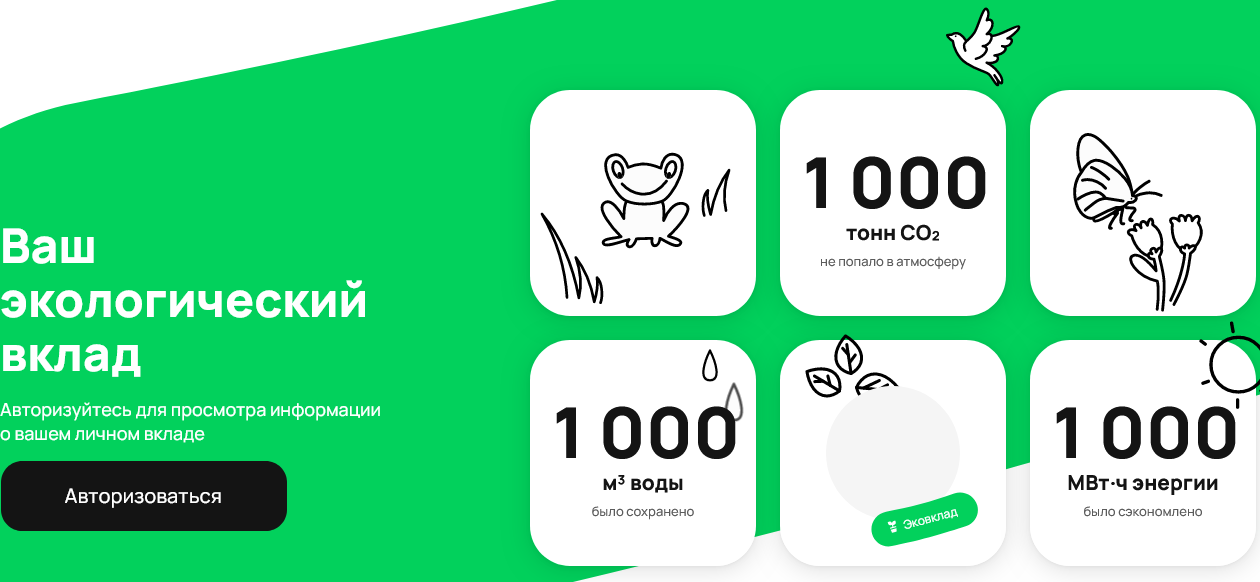 Ваш
экологический
вклад
Авторизуйтесь для просмотра информации
о вашем личном вкладе
Авторизоваться
1 000
тонн CO₂
не попало в атмосферу
1 000
м³ воды
было сохранено
Эковклад
1 000
МВт·ч энергии
было сэкономлено